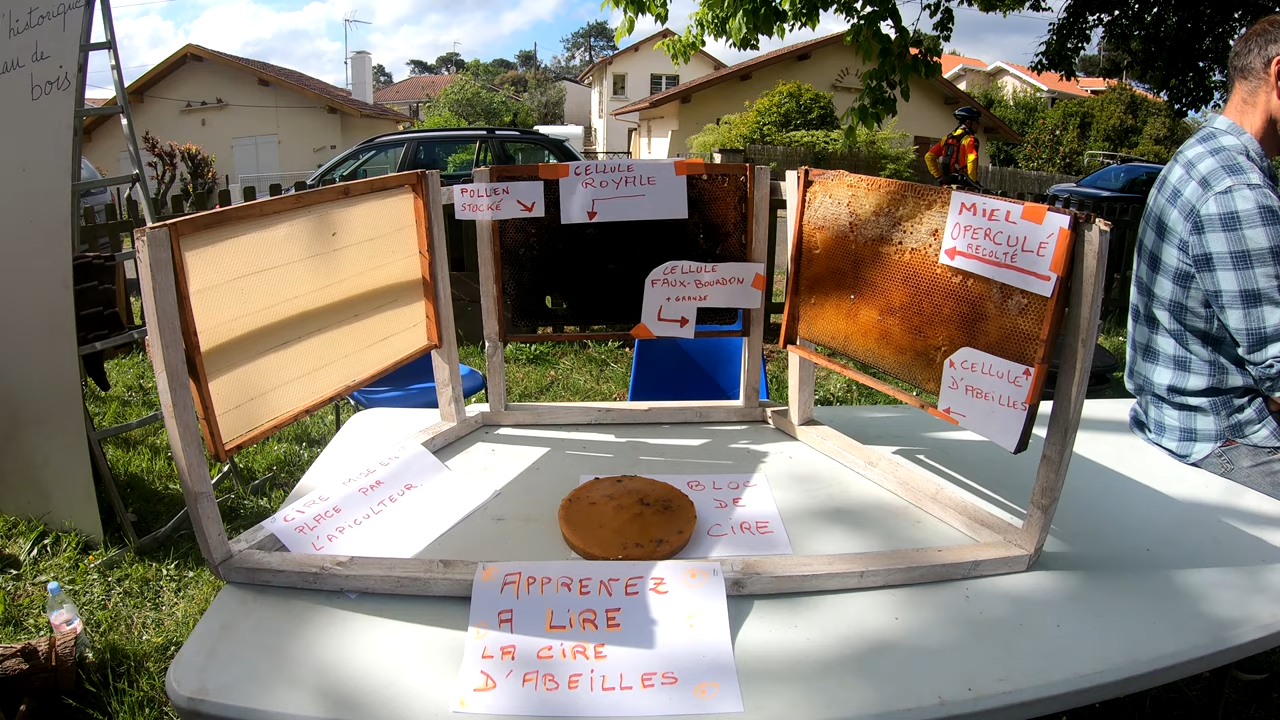 l'historique
au de
bois
POLLEN
STOCKÉ
CELLULE
ROYALE
CELLULE
FAUX-BOURDON
+ GRANDE
MIEL
OPERCULÉ
RECOLTÉ
CELLULE
D'ABEILLES
CIRE MISE EN
PLACE PAR
L'APICULTEUR.
BLOC
DE
CIRE
APPRENEZ
A LIRE
LA CIRE
D'ABEILLES